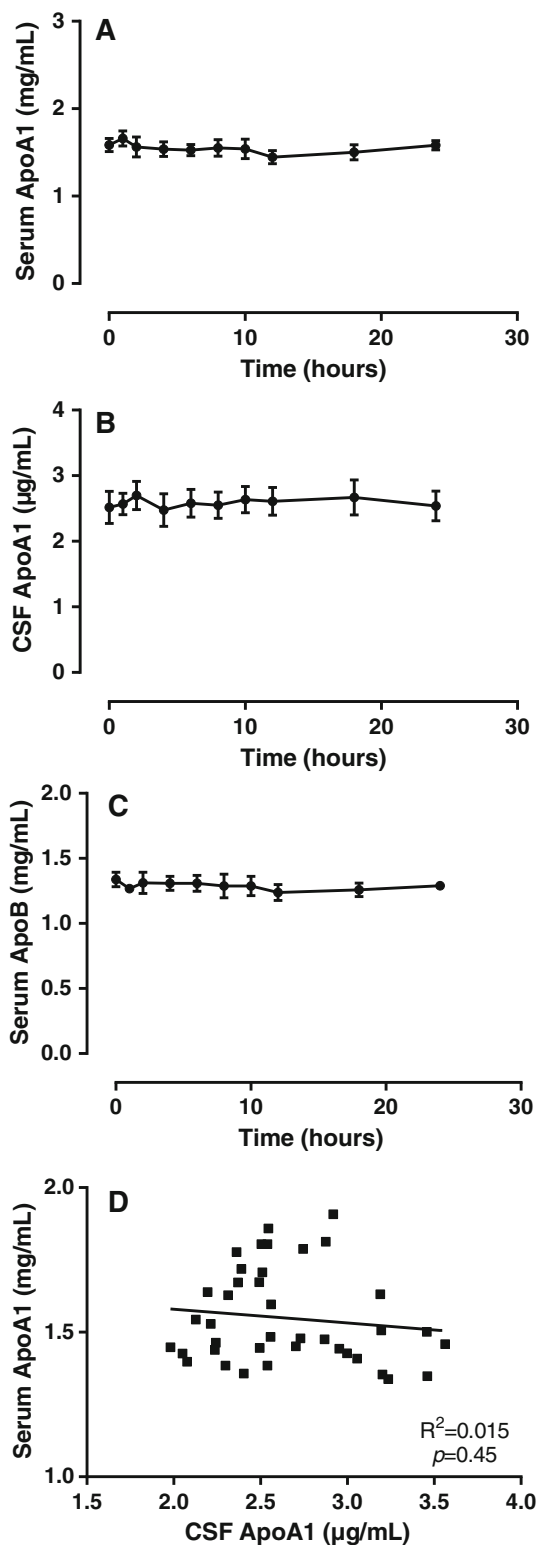 A
Serum ApoA1 (mg/mL)
3
2
1
0
0 10 20 30
Time (hours)
B
CSF ApoA1 (μg/mL)
4
3
2
1
0
0 10 20 30
Time (hours)
C
Serum ApoB (mg/mL)
2.0
1.5
1.0
0.5
0.0
0 10 20 30
Time (hours)
D
Serum ApoA1 (mg/mL)
2.0
1.5
1.0
R²=0.015
p=0.45
1.5 2.0 2.5 3.0 3.5 4.0
CSF ApoA1 (μg/mL)